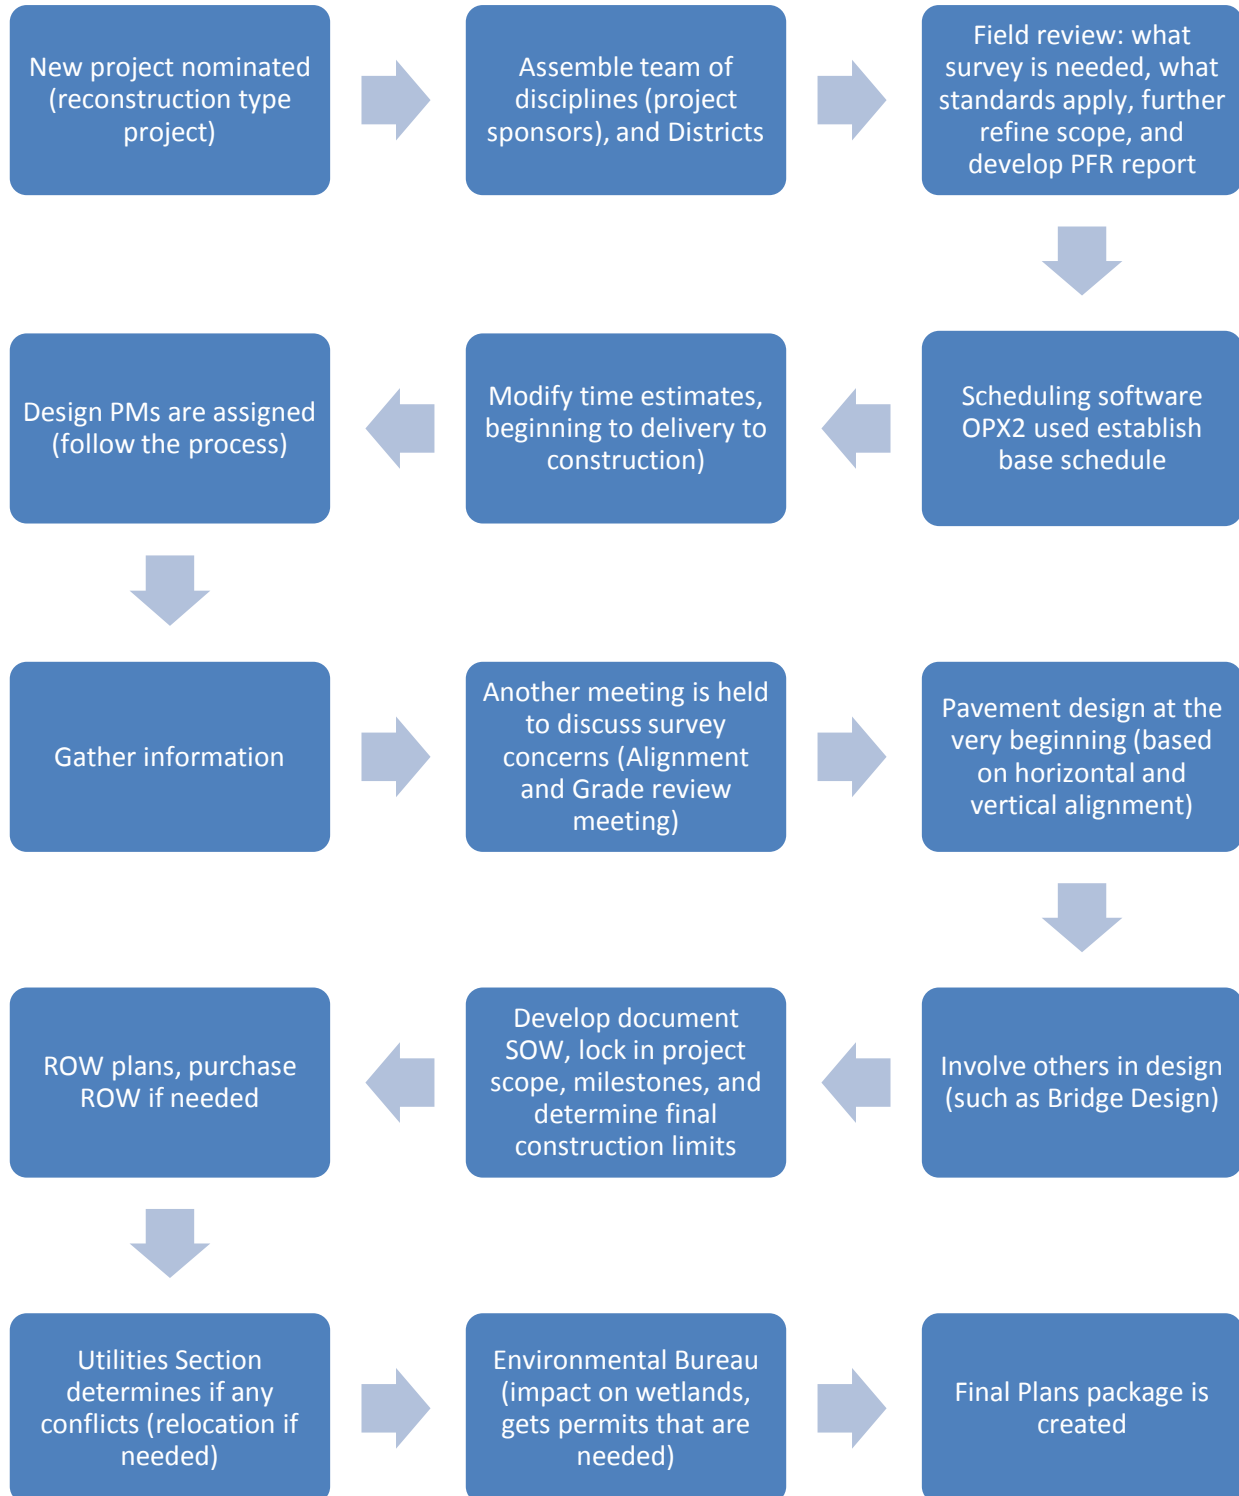 New project nominated
(reconstruction type
project)
Assemble team of
disciplines (project
sponsors), and Districts
Field review: what
survey is needed, what
standards apply, further
refine scope, and
develop PFR report
Scheduling software
OPX2 used establish
base schedule
Modify time estimates,
beginning to delivery to
construction)
Design PMs are assigned
(follow the process)
Gather information
Another meeting is held
to discuss survey
concerns (Alignment
and Grade review
meeting)
Pavement design at the
very beginning (based
on horizontal and
vertical alignment)
Involve others in design
(such as Bridge Design)
Develop document
SOW, lock in project
scope, milestones, and
determine final
construction limits
ROW plans, purchase
ROW if needed
Utilities Section
determines if any
conflicts (relocation if
needed)
Environmental Bureau
(impact on wetlands,
gets permits that are
needed)
Final Plans package is
created